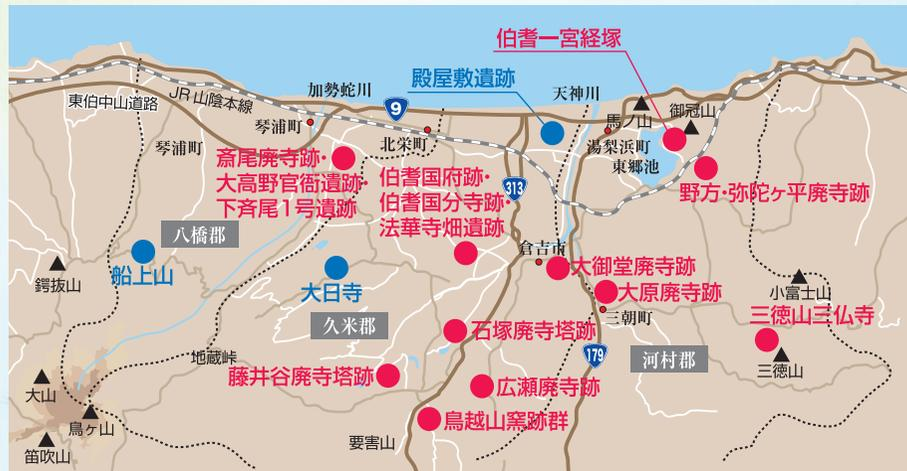 伯耆一宮経塚
殿屋敷遺跡
天神川
加勢蛇川
JR山陰本線
東伯中山道路
9
馬ノ山
御冠山
琴浦町
北栄町
湯梨浜町
東郷池
琴浦町
斎尾廃寺跡・
大高野官衙遺跡・
下斉尾1号遺跡
伯耆国府跡・
伯耆国分寺跡・
法華寺畑遺跡
313
野方・弥陀ヶ平廃寺跡
八橋郡
倉吉市
船上山
大日寺
大御堂廃寺跡
鍔抜山
大原廃寺跡
小富士山
三朝町
三徳山三仏寺
久米郡
石塚廃寺塔跡
179
河村郡
地蔵峠
三徳山
藤井谷廃寺塔跡
広瀬廃寺跡
大山
烏ヶ山
鳥越山窯跡群
要害山
笛吹山